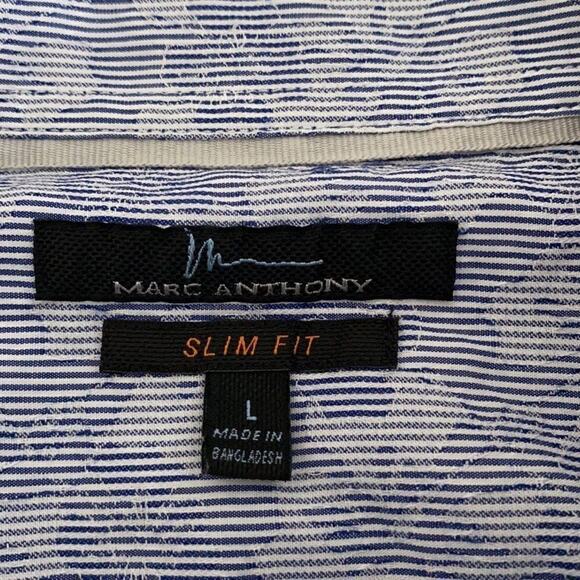 MARC ANTHONY
SLIM FIT
L
MADE IN
BANGLADESH